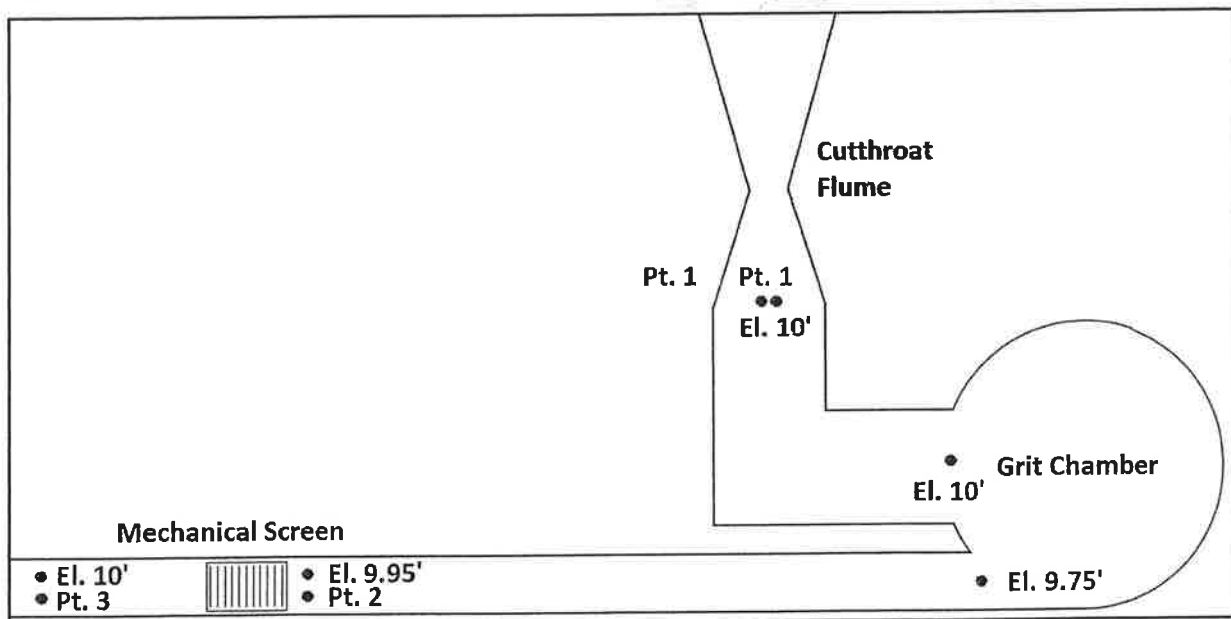 Cutthroat
Flume
Pt. 1 Pt. 1
El. 10'
Grit Chamber
El. 10'
Mechanical Screen
El. 10' El. 9.95' El. 9.75'
Pt. 3 Pt. 2